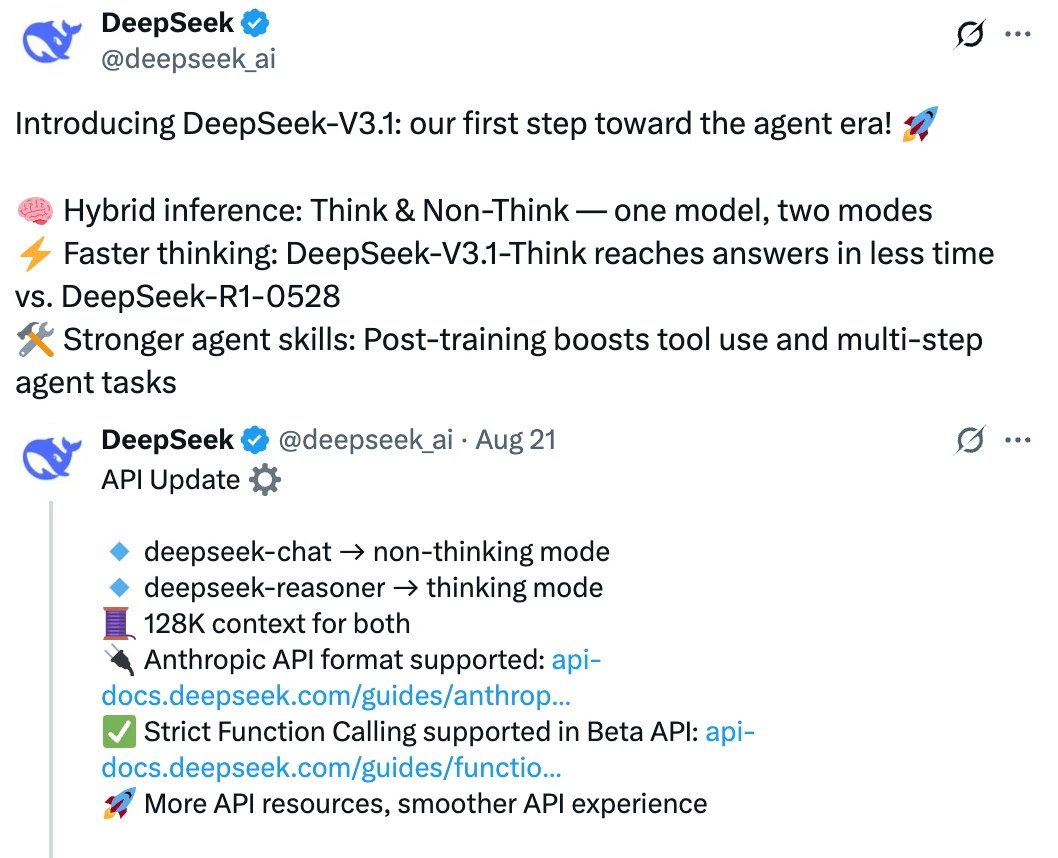 DeepSeek
@deepseek_ai
Introducing DeepSeek-V3.1: our first step toward the agent era! 🚀
🧠 Hybrid inference: Think & Non-Think — one model, two modes
⚡️ Faster thinking: DeepSeek-V3.1-Think reaches answers in less time
vs. DeepSeek-R1-0528
🛠️ Stronger agent skills: Post-training boosts tool use and multi-step
agent tasks
DeepSeek @deepseek_ai · Aug 21
API Update ⚙️
🔹 deepseek-chat → non-thinking mode
🔹 deepseek-reasoner → thinking mode
🧵 128K context for both
🔌 Anthropic API format supported: api-
docs.deepseek.com/guides/anthrop…
✅ Strict Function Calling supported in Beta API: api-
docs.deepseek.com/guides/functio…
🚀 More API resources, smoother API experience